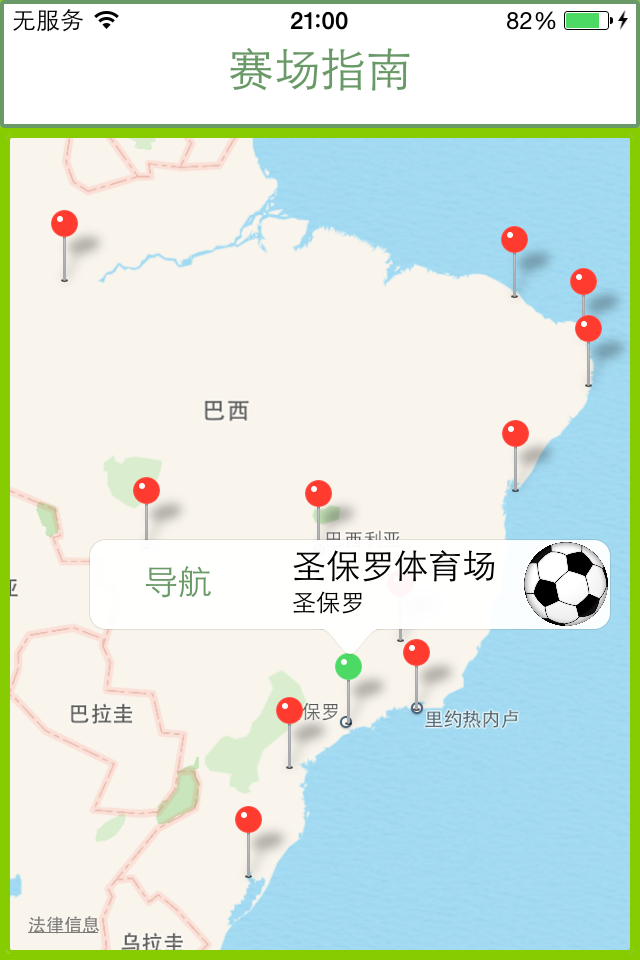 无服务 21:00 82%
赛场指南
巴西
巴西利亚
亚
导航
圣保罗体育场
圣保罗
保罗
巴拉圭
里约热内卢
法律信息
乌拉圭